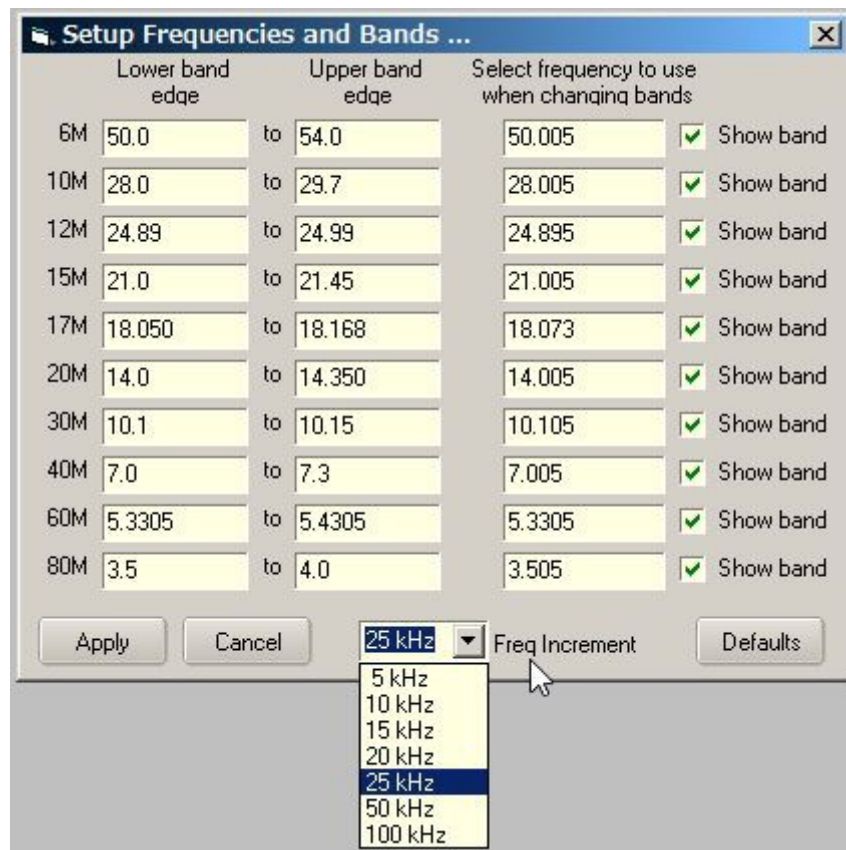 Setup Frequencies and Bands ...
Lower band edge Upper band edge Select frequency to use when changing bands
6M 50.0 to 54.0 50.005 Show band
10M 28.0 to 29.7 28.005 Show band
12M 24.89 to 24.99 24.895 Show band
15M 21.0 to 21.45 21.005 Show band
17M 18.050 to 18.168 18.073 Show band
20M 14.0 to 14.350 14.005 Show band
30M 10.1 to 10.15 10.105 Show band
40M 7.0 to 7.3 7.005 Show band
60M 5.3305 to 5.4305 5.3305 Show band
80M 3.5 to 4.0 3.505 Show band
Apply Cancel 25 kHz Freq Increment Defaults
5 kHz
10 kHz
15 kHz
20 kHz
25 kHz
50 kHz
100 kHz